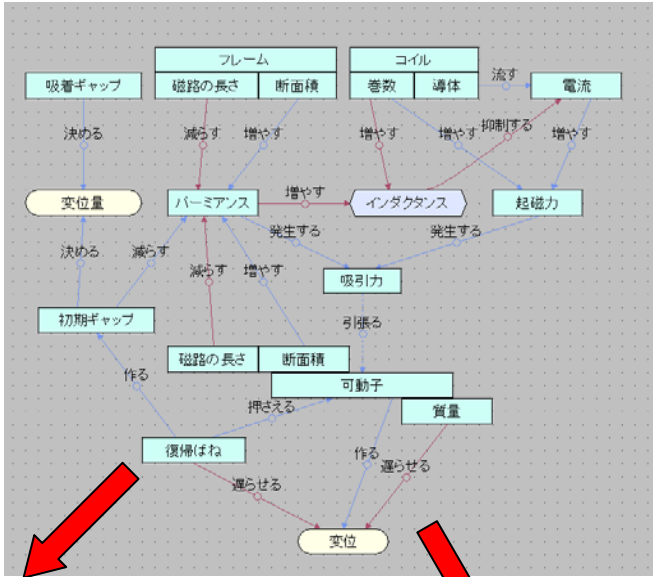 フレーム
コイル
吸着ギャップ
磁路の長さ
断面積
巻数
導体
流す
電流
決める
減らす
増やす
増やす
増やす
抑制する
増やす
変位量
パーミアンス
増やす
インダクタンス
起磁力
決める
減らす
発生する
発生する
減らす
増やす
吸引力
初期ギャップ
引張る
磁路の長さ
断面積
作る
可動子
押さえる
質量
復帰ばね
作る
遅らせる
遅らせる
変位